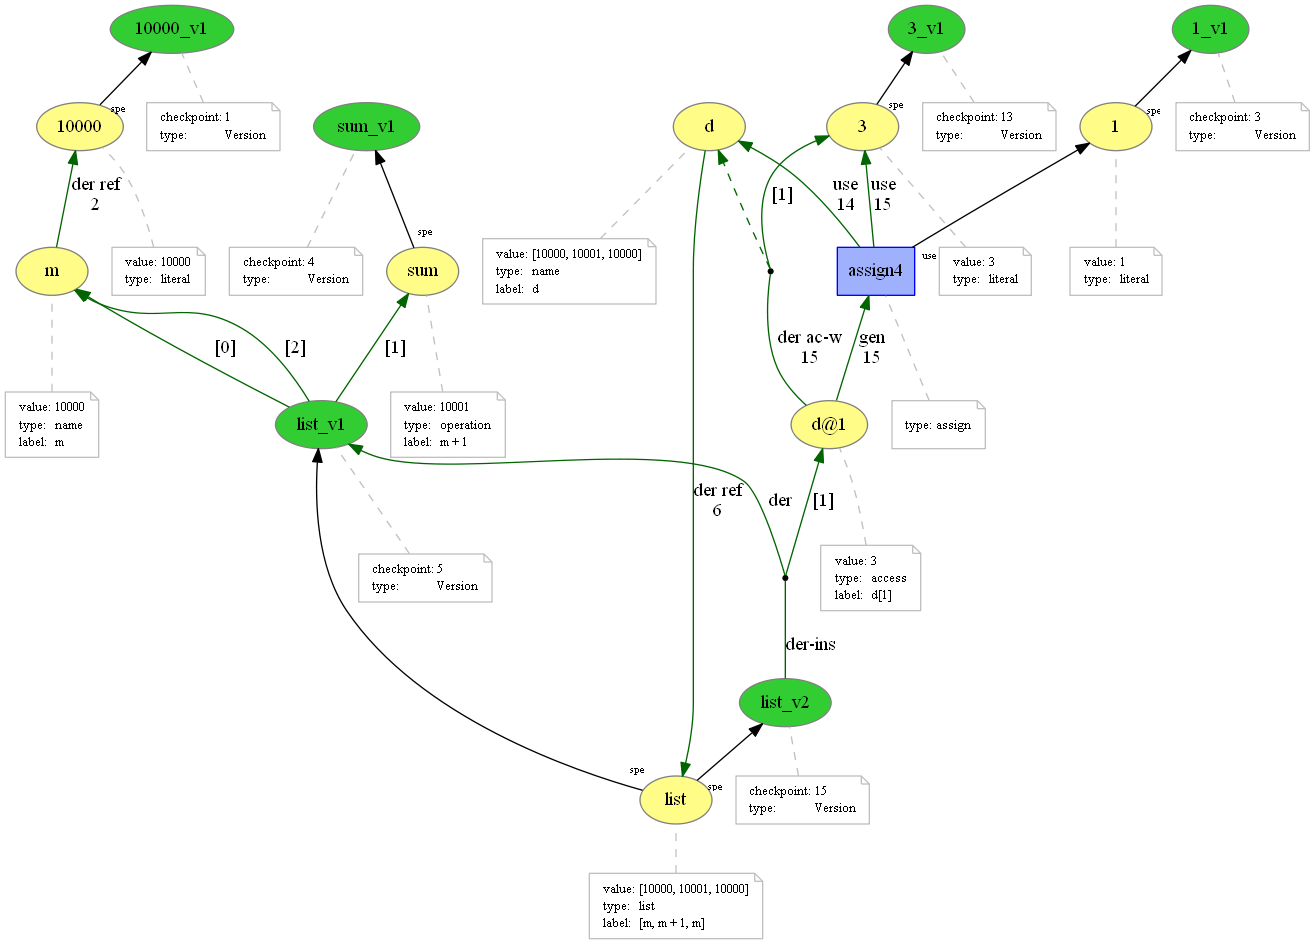 10000_v1
3_v1
1_v1
spe
checkpoint: 1
type: Version
spe
checkpoint: 13
type: Version
spe
checkpoint: 3
type: Version
10000
sum_v1
d
3
1
der ref
2
[1]
use
14
use
15
spe
value: 10000
type: literal
checkpoint: 4
type: Version
value: [10000, 10001, 10000]
type: name
label: d
use
value: 3
type: literal
value: 1
type: literal
m
sum
assign4
[0]
[2]
[1]
der ac-w
15
gen
15
value: 10000
type: name
label: m
list_v1
value: 10001
type: operation
label: m + 1
d@1
type: assign
der ref
6
der
[1]
checkpoint: 5
type: Version
value: 3
type: access
label: d[1]
der-ins
list_v2
spe
spe
checkpoint: 15
type: Version
list
value: [10000, 10001, 10000]
type: list
label: [m, m + 1, m]